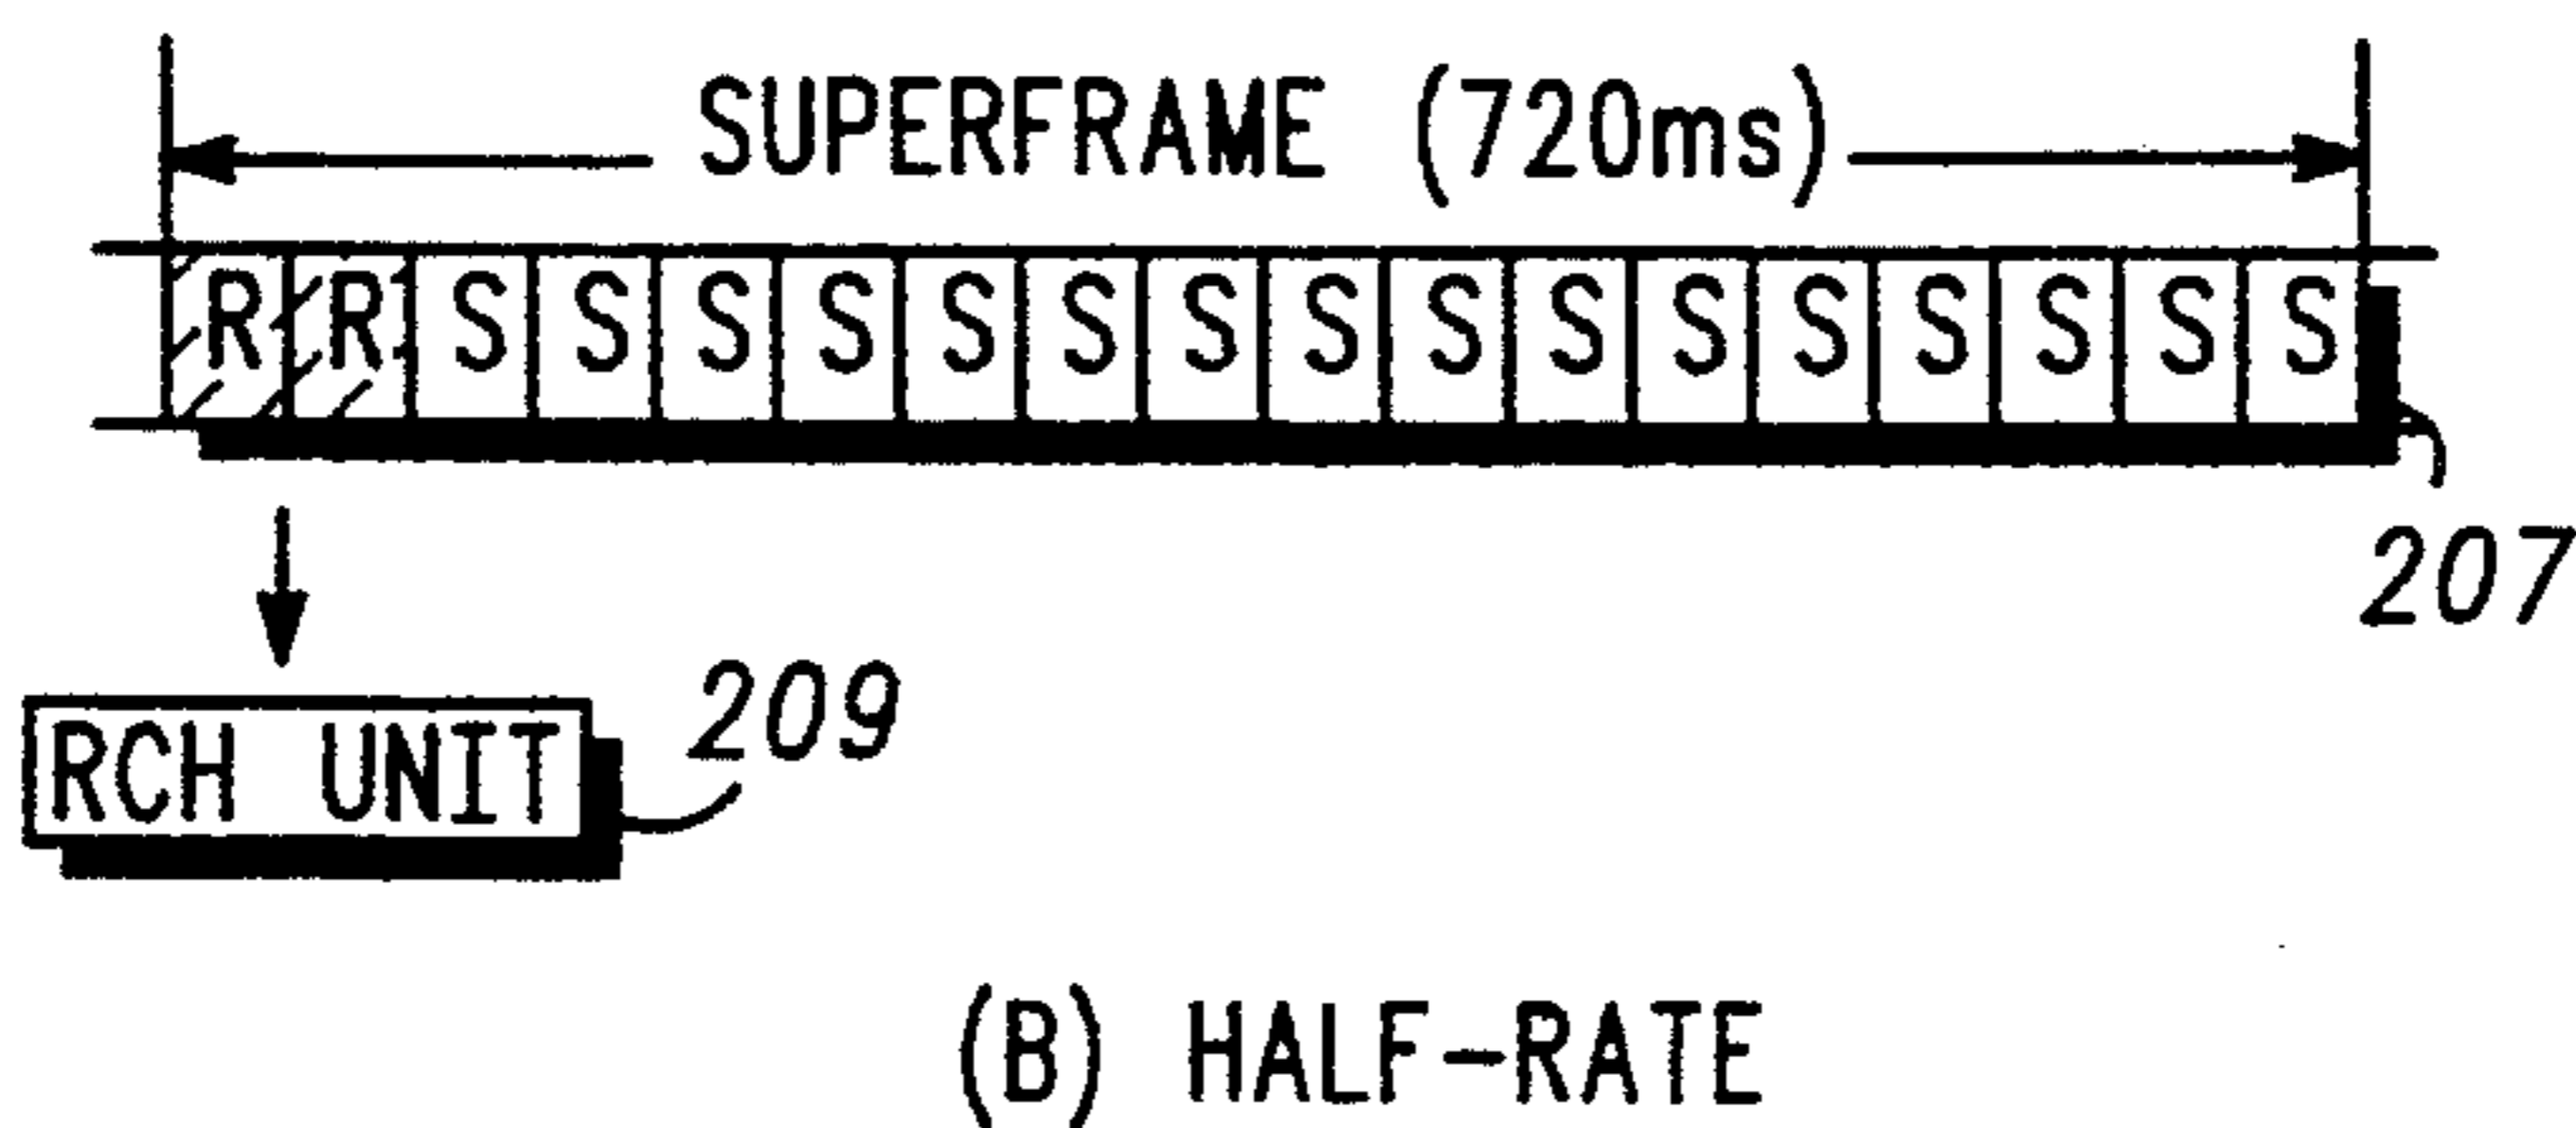 SUPERFRAME (720ms)
R R S S S S S S S S S S S S S S S S
207
RCH UNIT 209
(B) HALF-RATE